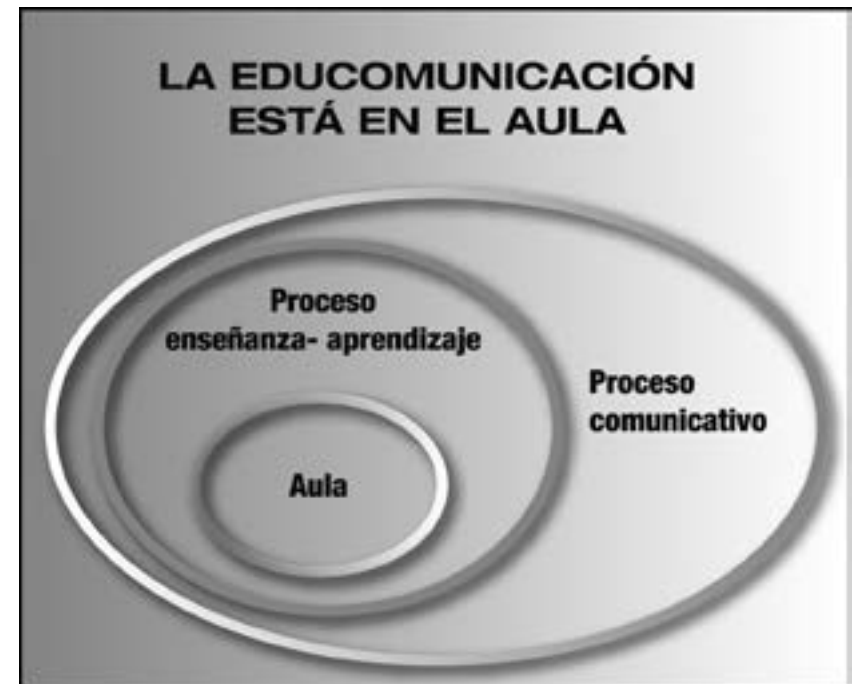 LA EDUCOMUNICACIÓN
ESTÁ EN EL AULA
Proceso
enseñanza- aprendizaje
Proceso
comunicativo
Aula